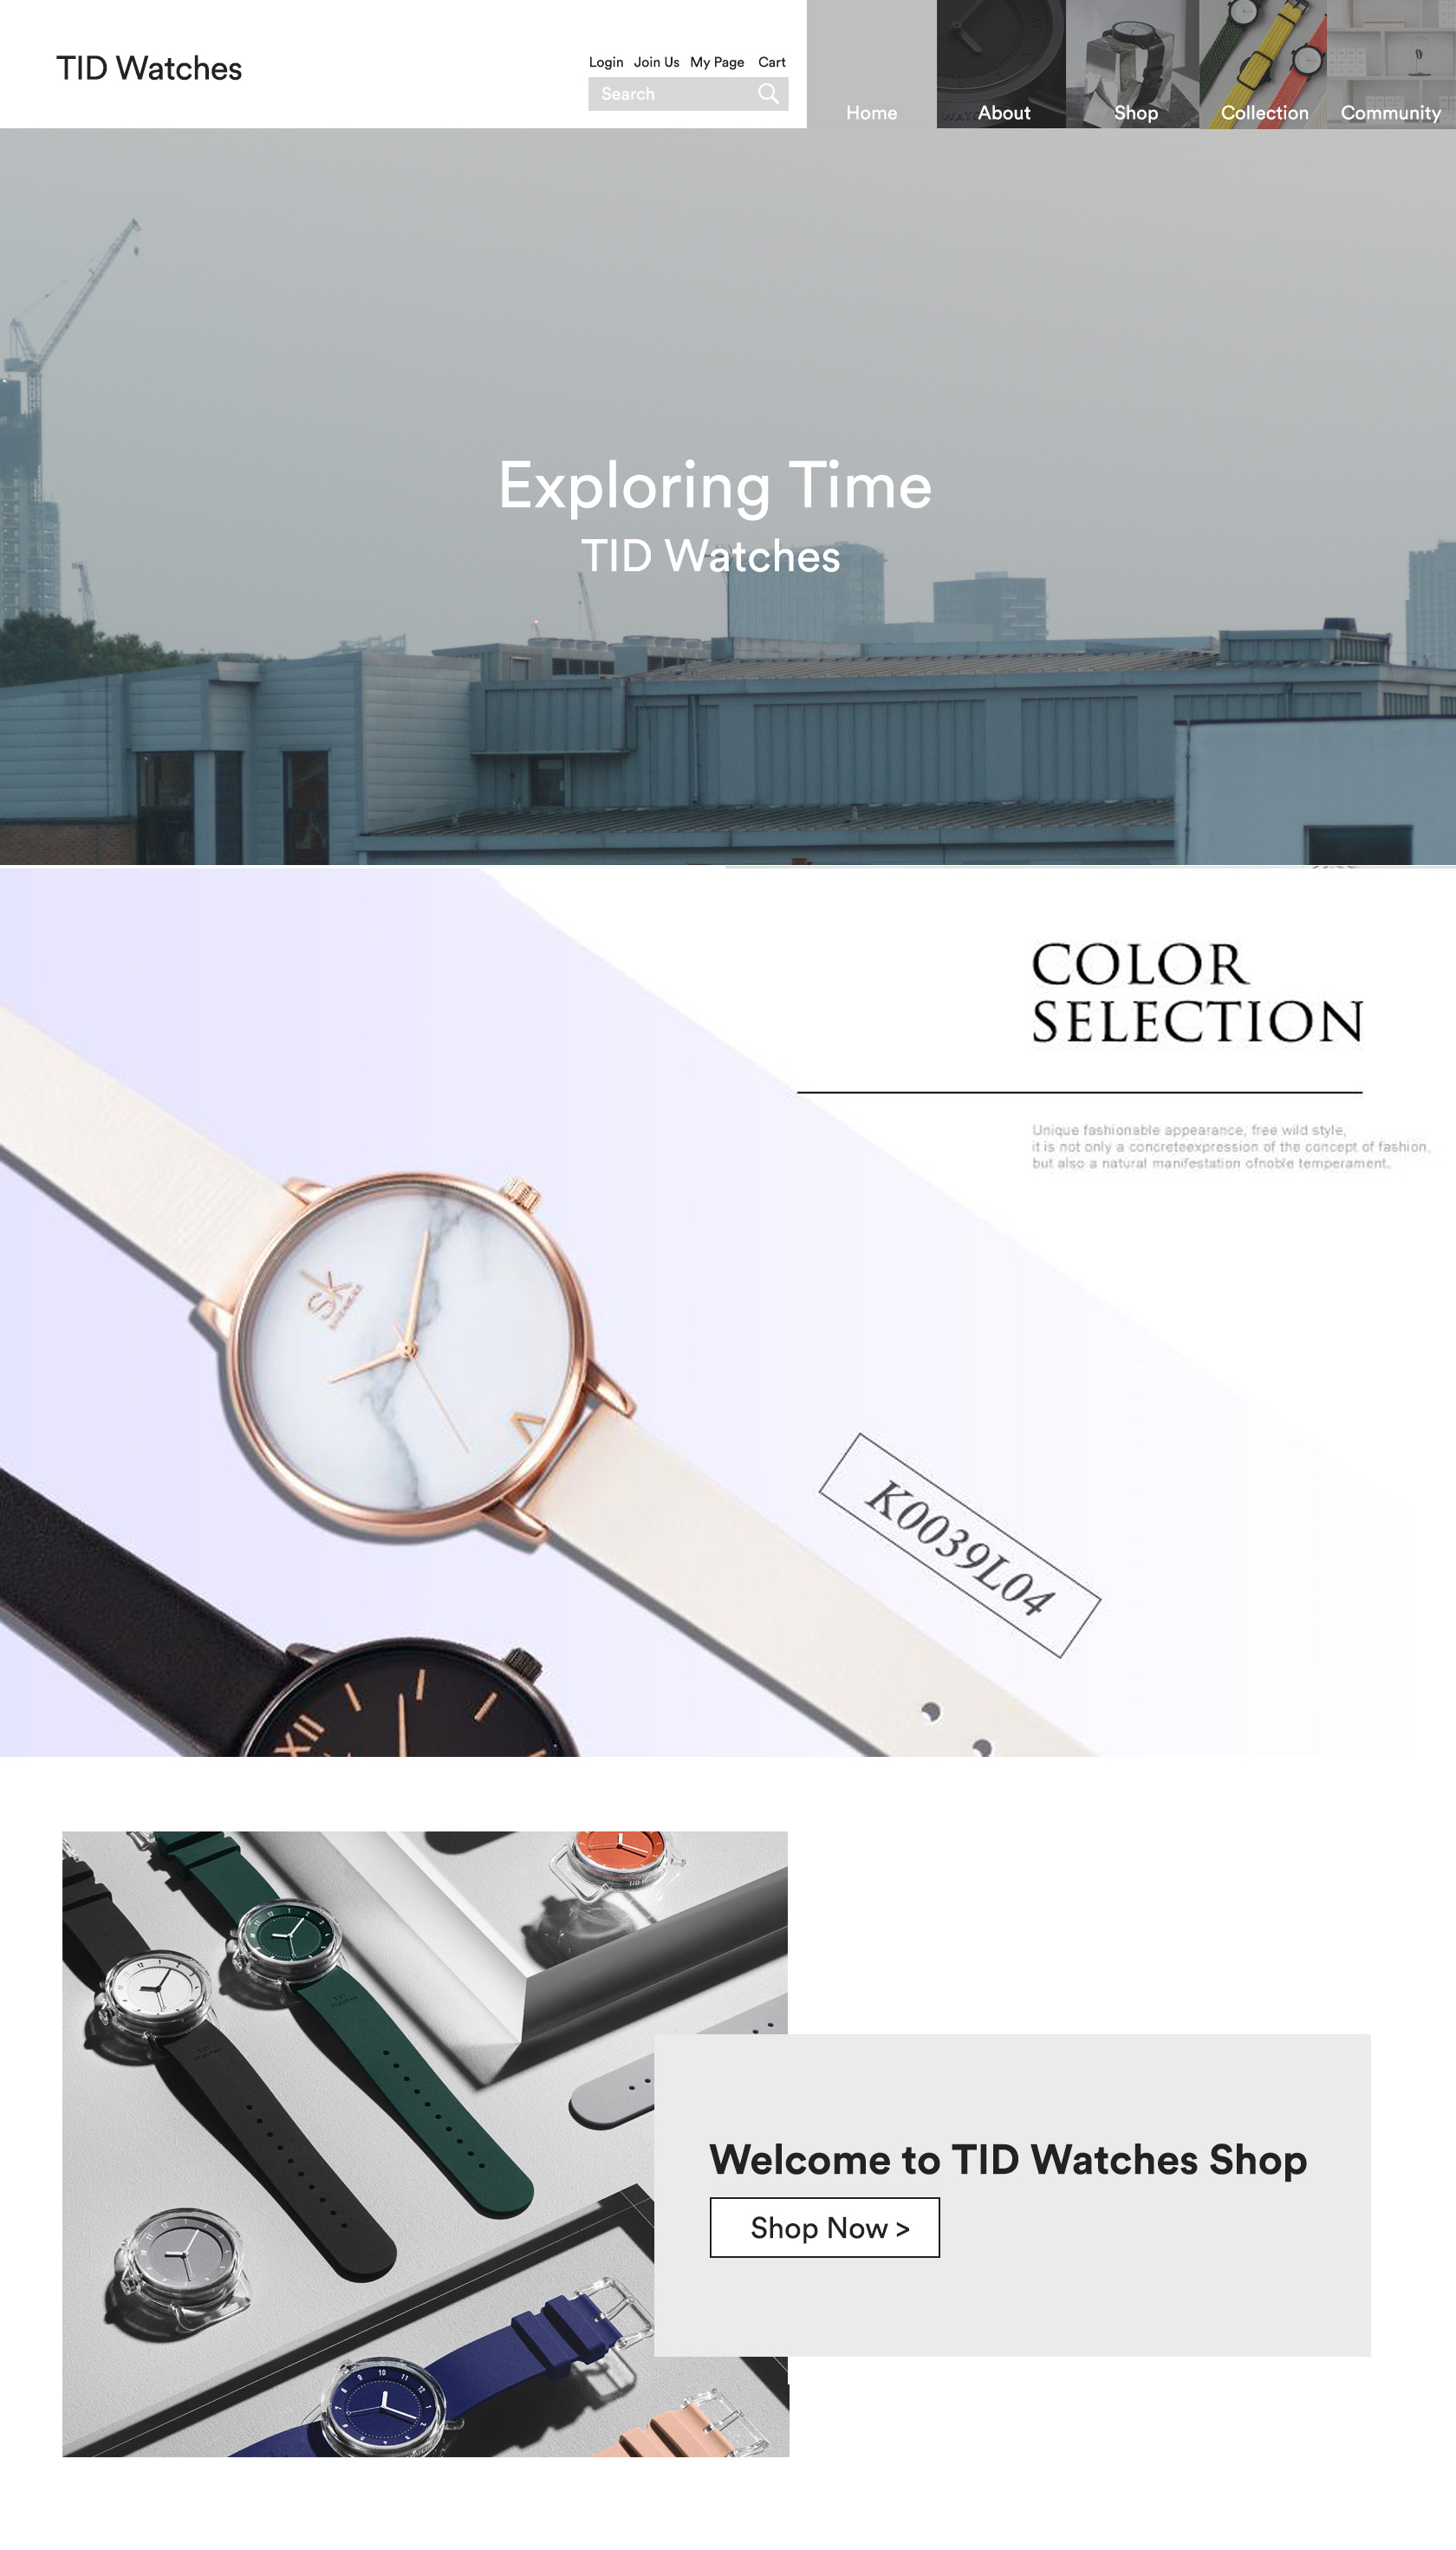 TID Watches
Login Join Us My Page Cart
Search
Home About Shop Collection Community
Exploring Time
TID Watches
COLOR
SELECTION
Unique fashionable appearance, free wild style,
it is not only a concreteexpression of the concept of fashion,
but also a natural manifestation ofnoble temperament.
SK
K0039L04
Welcome to TID Watches Shop
Shop Now >